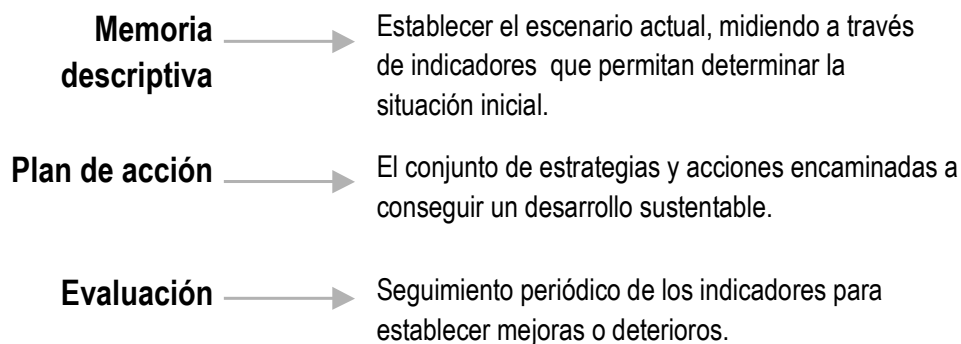 Memoria
descriptiva
Establecer el escenario actual, midiendo a través
de indicadores que permitan determinar la
situación inicial.
Plan de acción
El conjunto de estrategias y acciones encaminadas a
conseguir un desarrollo sustentable.
Evaluación
Seguimiento periódico de los indicadores para
establecer mejoras o deterioros.